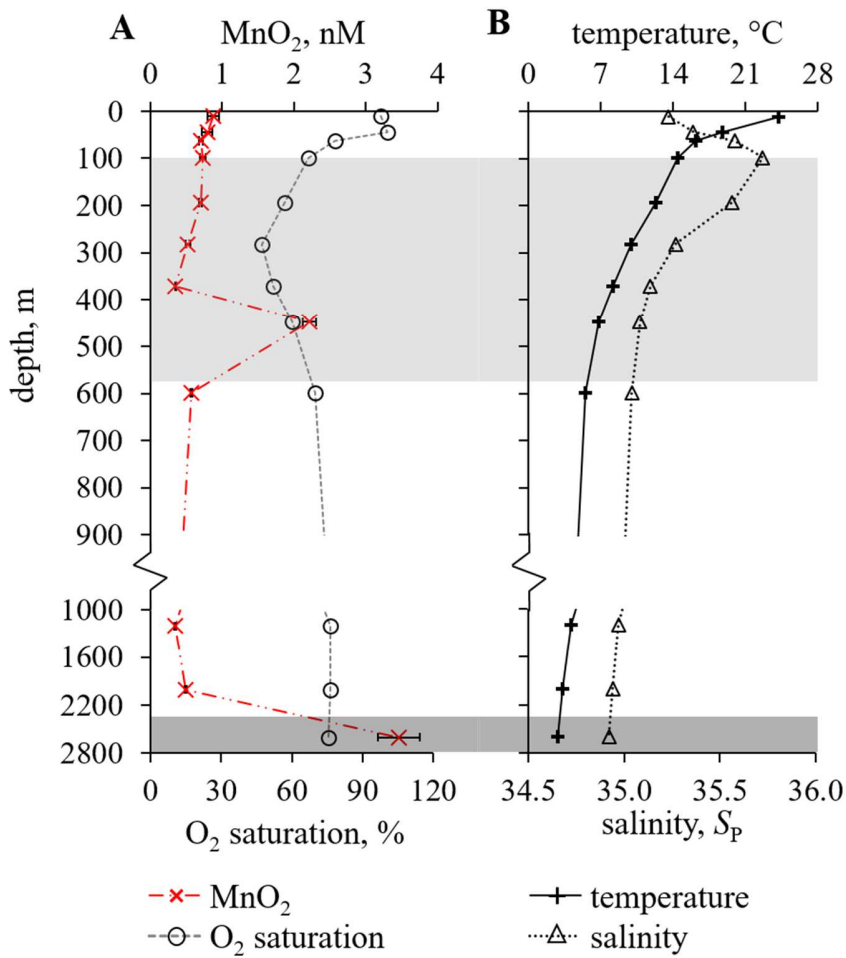 A
MnO₂, nM
B
temperature, °C
0 1 2 3 4
0 7 14 21 28
0
100
200
300
400
500
600
700
800
900
1000
1600
2200
2800
depth, m
0 30 60 90 120
34.5 35.0 35.5 36.0
O₂ saturation, %
salinity, Sₚ
MnO₂
temperature
O₂ saturation
salinity